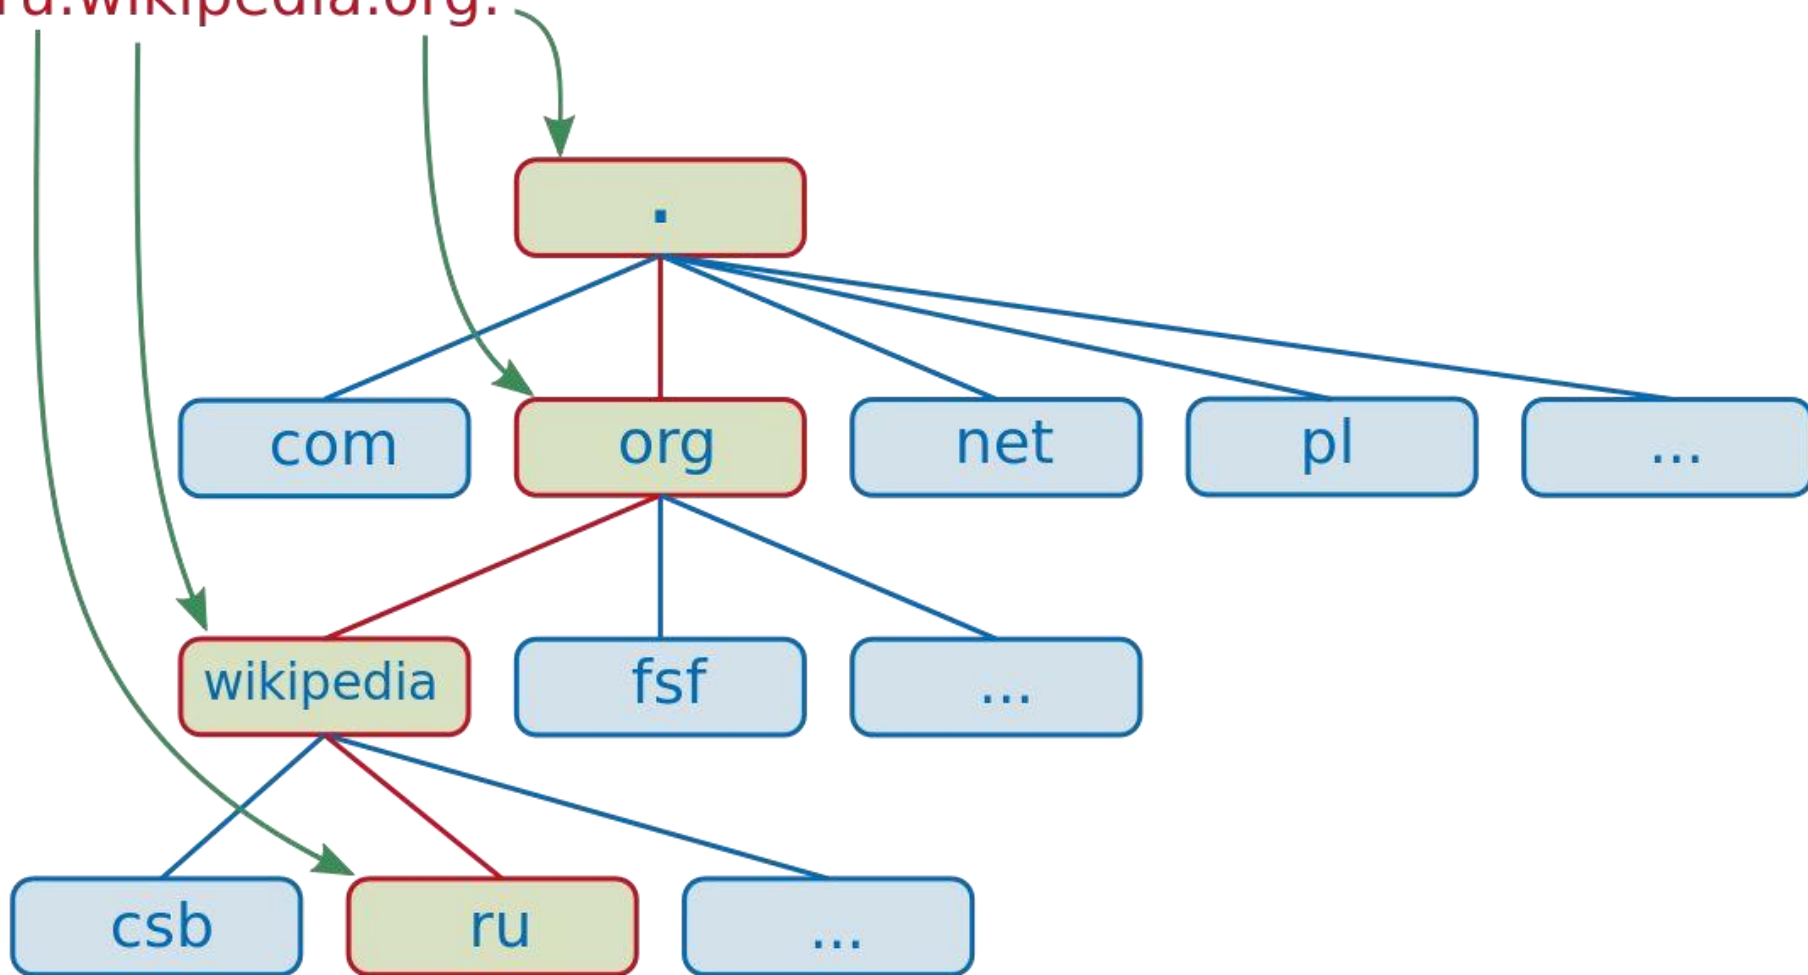 ru.wikipedia.org.
.
com org net pl ...
wikipedia fsf ...
csb ru ...